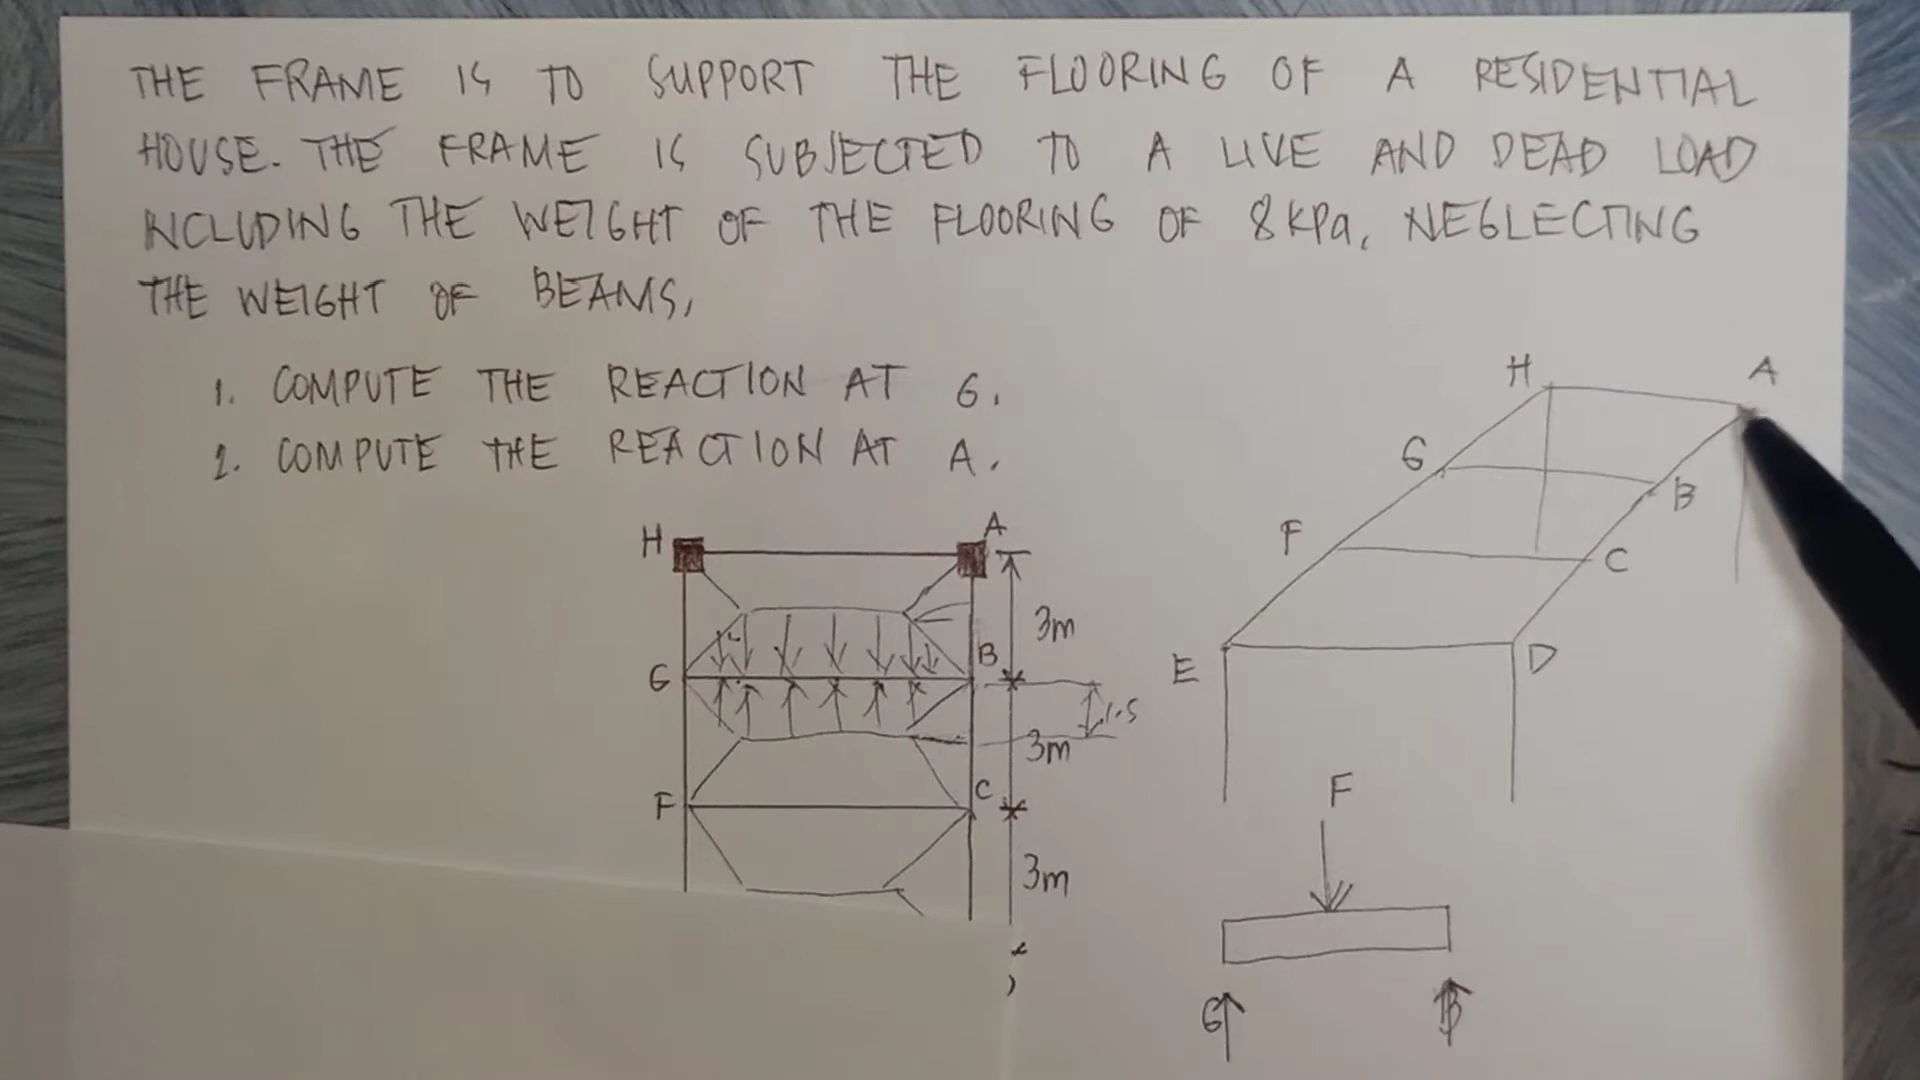 THE FRAME IS TO SUPPORT THE FLOORING OF A RESIDENTIAL
HOUSE. THE FRAME IS SUBJECTED TO A LIVE AND DEAD LOAD
INCLUDING THE WEIGHT OF THE FLOORING OF 8 kPa, NEGLECTING
THE WEIGHT OF BEAMS,
1. COMPUTE THE REACTION AT G.
2. COMPUTE THE REACTION AT A.
H A
3m
G B
1.5
3m
F C
3m
H A
G B
F C
E D
F
G B